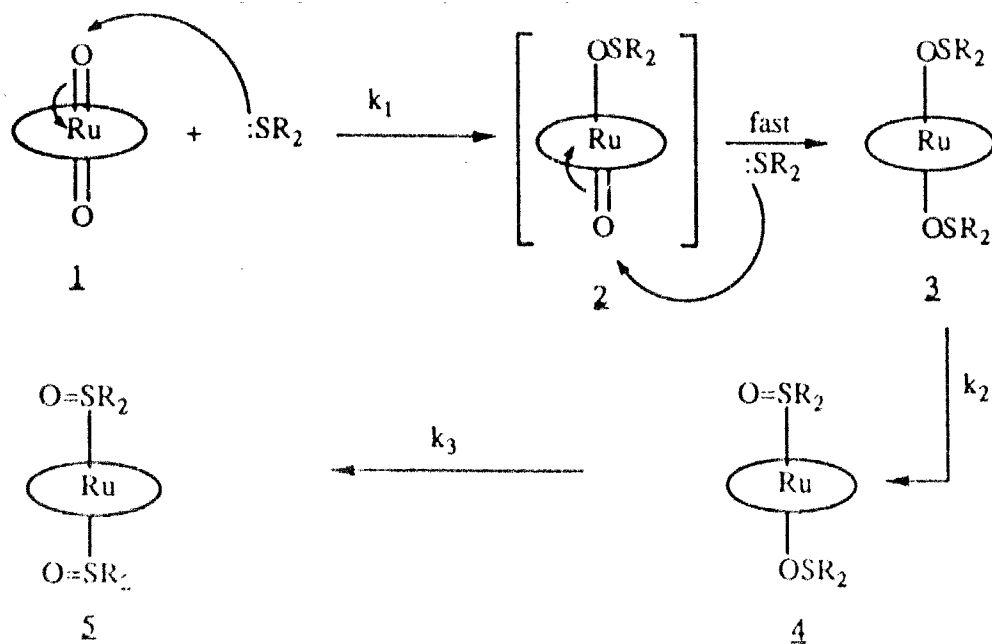 O
Ru
O
1
+
:SR₂
k₁
OSR₂
Ru
O
2
fast
:SR₂
OSR₂
Ru
OSR₂
3
k₂
O=SR₂
Ru
OSR₂
4
k₃
O=SR₂
Ru
O=SR₂
5